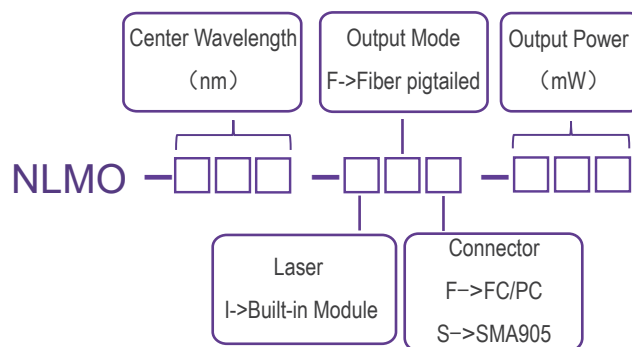 Center Wavelength
（nm）
Output Mode
F->Fiber pigtailed
Output Power
（mW）
NLMO
Laser
I->Built-in Module
Connector
F->FC/PC
S->SMA905